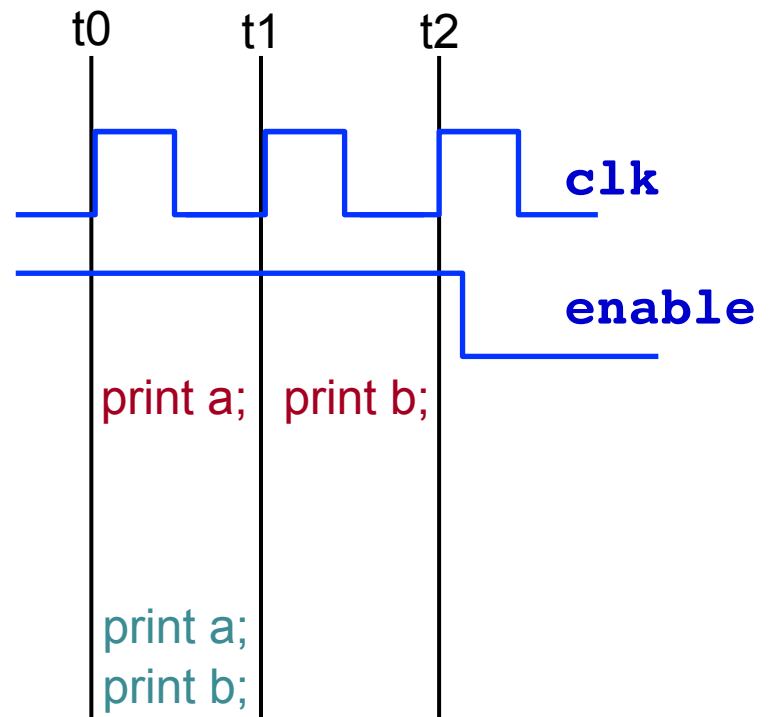 t0 t1 t2
clk
enable
print a; print b;
print a;
print b;